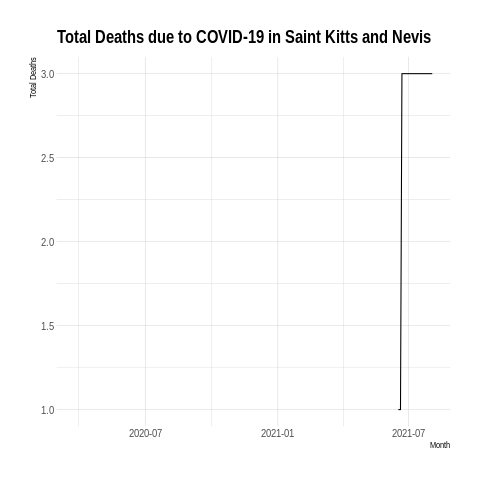 Total Deaths due to COVID-19 in Saint Kitts and Nevis
Total Deaths
3.0
2.5
2.0
1.5
1.0
2020-07
2021-01
2021-07
Month